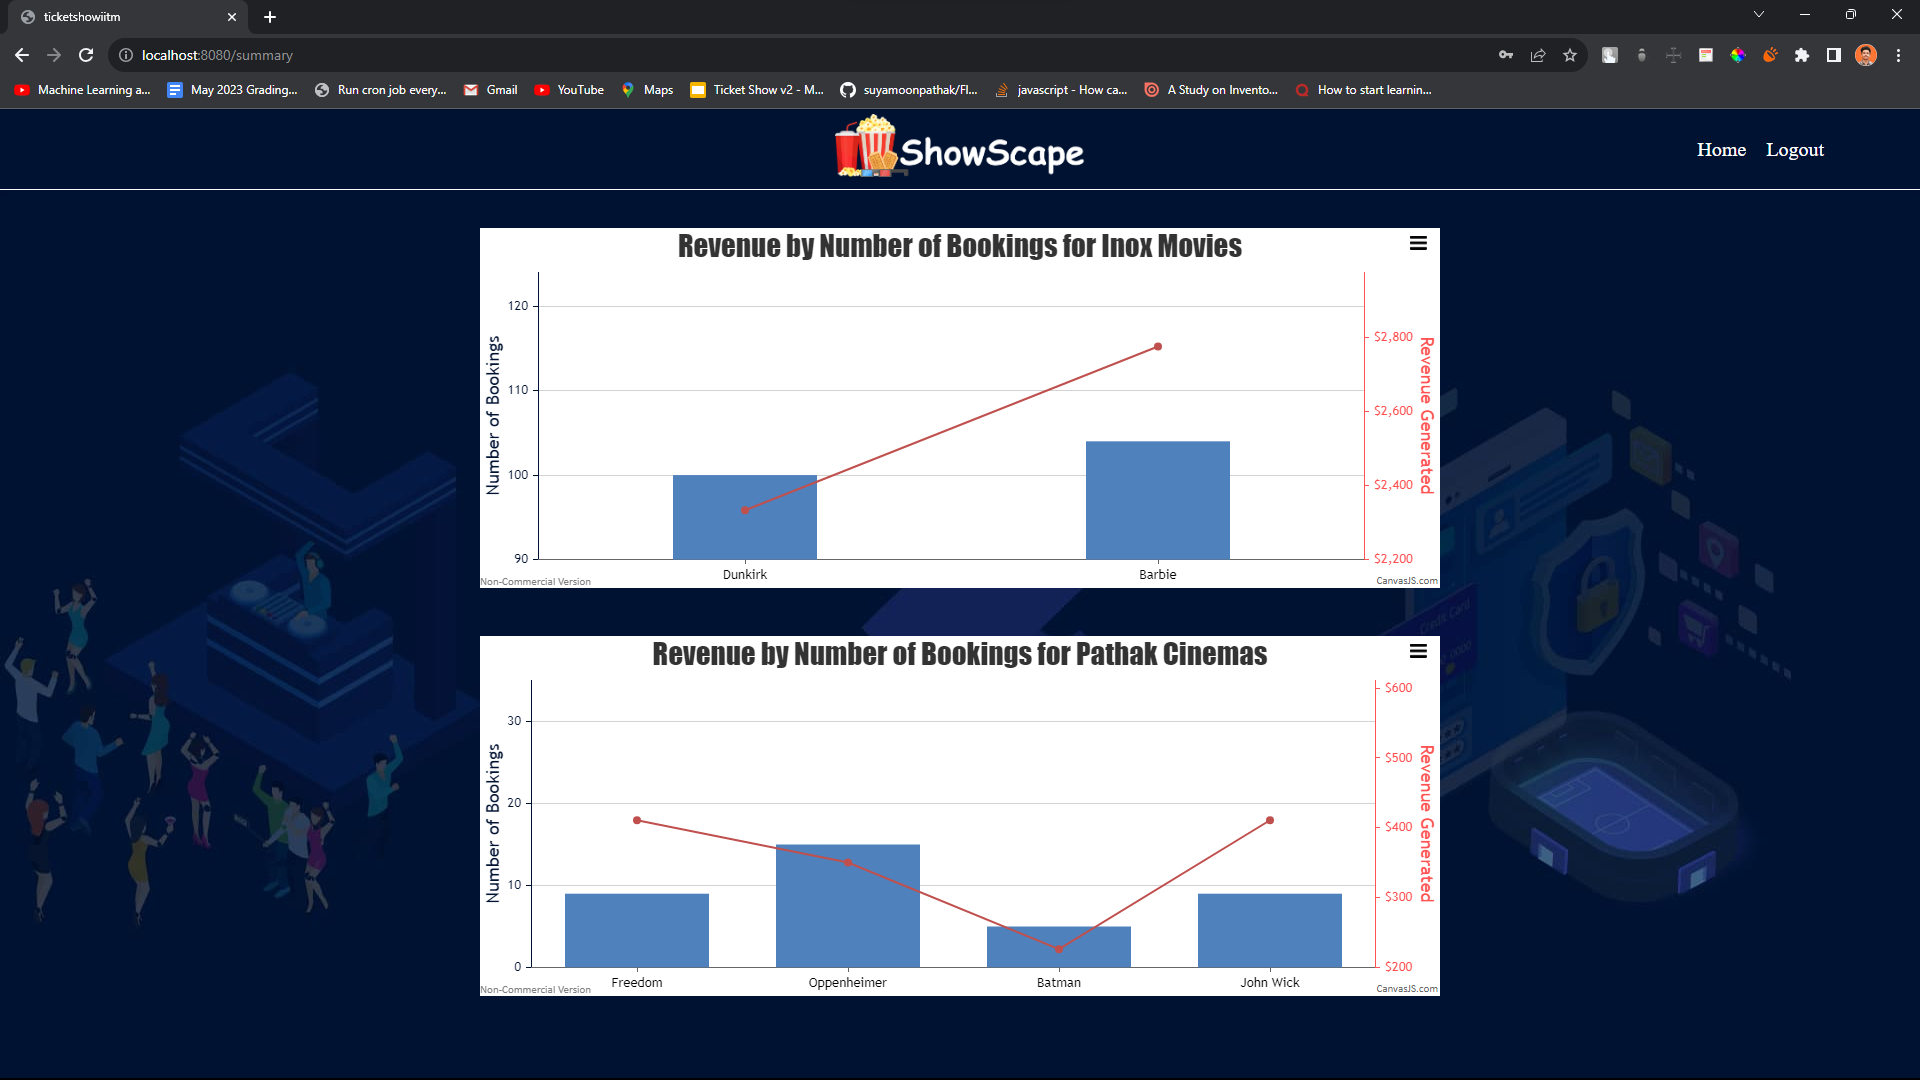 ticketshowiitm
localhost:8080/summary
Machine Learning a...
May 2023 Grading...
Run cron job every...
Gmail
YouTube
Maps
Ticket Show v2 - M...
suyamoonpathak/Fl...
javascript - How ca...
A Study on Invento...
How to start learnin...
ShowScape
Home
Logout
Revenue by Number of Bookings for Inox Movies
Number of Bookings
120
110
100
90
Revenue Generated
$2,800
$2,600
$2,400
$2,200
Dunkirk
Barbie
Non-Commercial Version
CanvasJS.com
Credit Card
Revenue by Number of Bookings for Pathak Cinemas
Number of Bookings
30
20
10
0
Revenue Generated
$600
$500
$400
$300
$200
Freedom
Oppenheimer
Batman
John Wick
Non-Commercial Version
CanvasJS.com